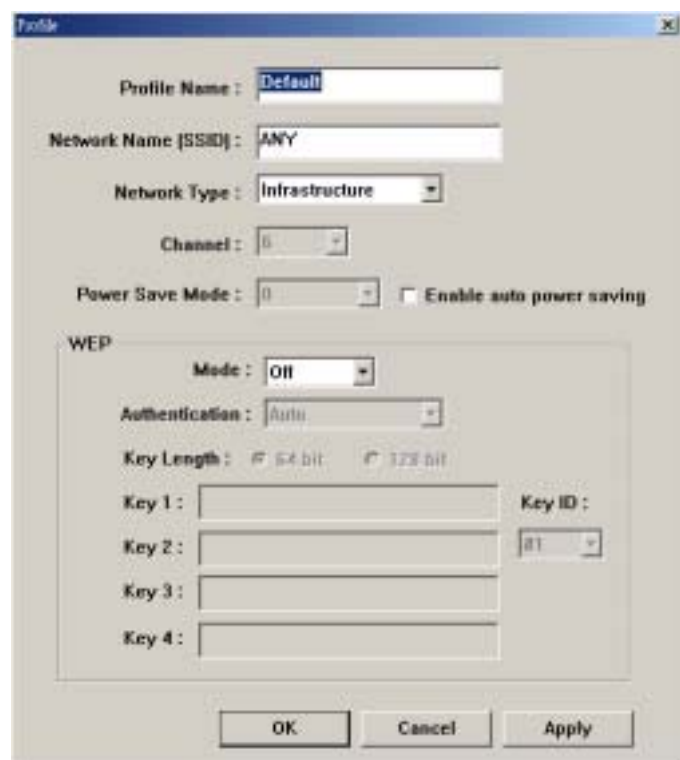 Profile
Profile Name : Default
Network Name (SSID) : ANY
Network Type : Infrastructure
Channel : 6
Power Save Mode : 0 Enable auto power saving
WEP
Mode : Off
Authentication : Auto
Key Length : 64 bit 128 bit
Key 1 : Key ID :
Key 2 : #1
Key 3 :
Key 4 :
OK Cancel Apply